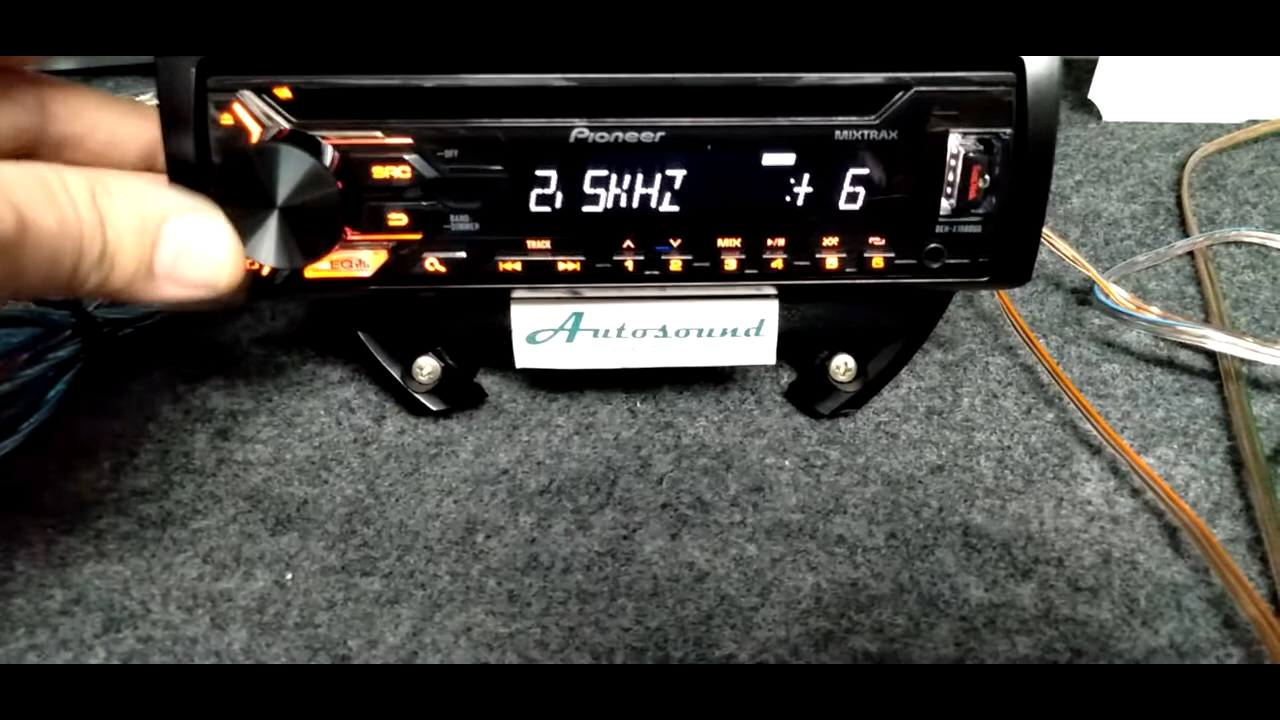 Pioneer
MIXTRAX
SRC
OFF
2.5KHZ + 6
BAND
DIMMER
TRACK
MIX
EQ
1 2 3 4 5 6
Autosound